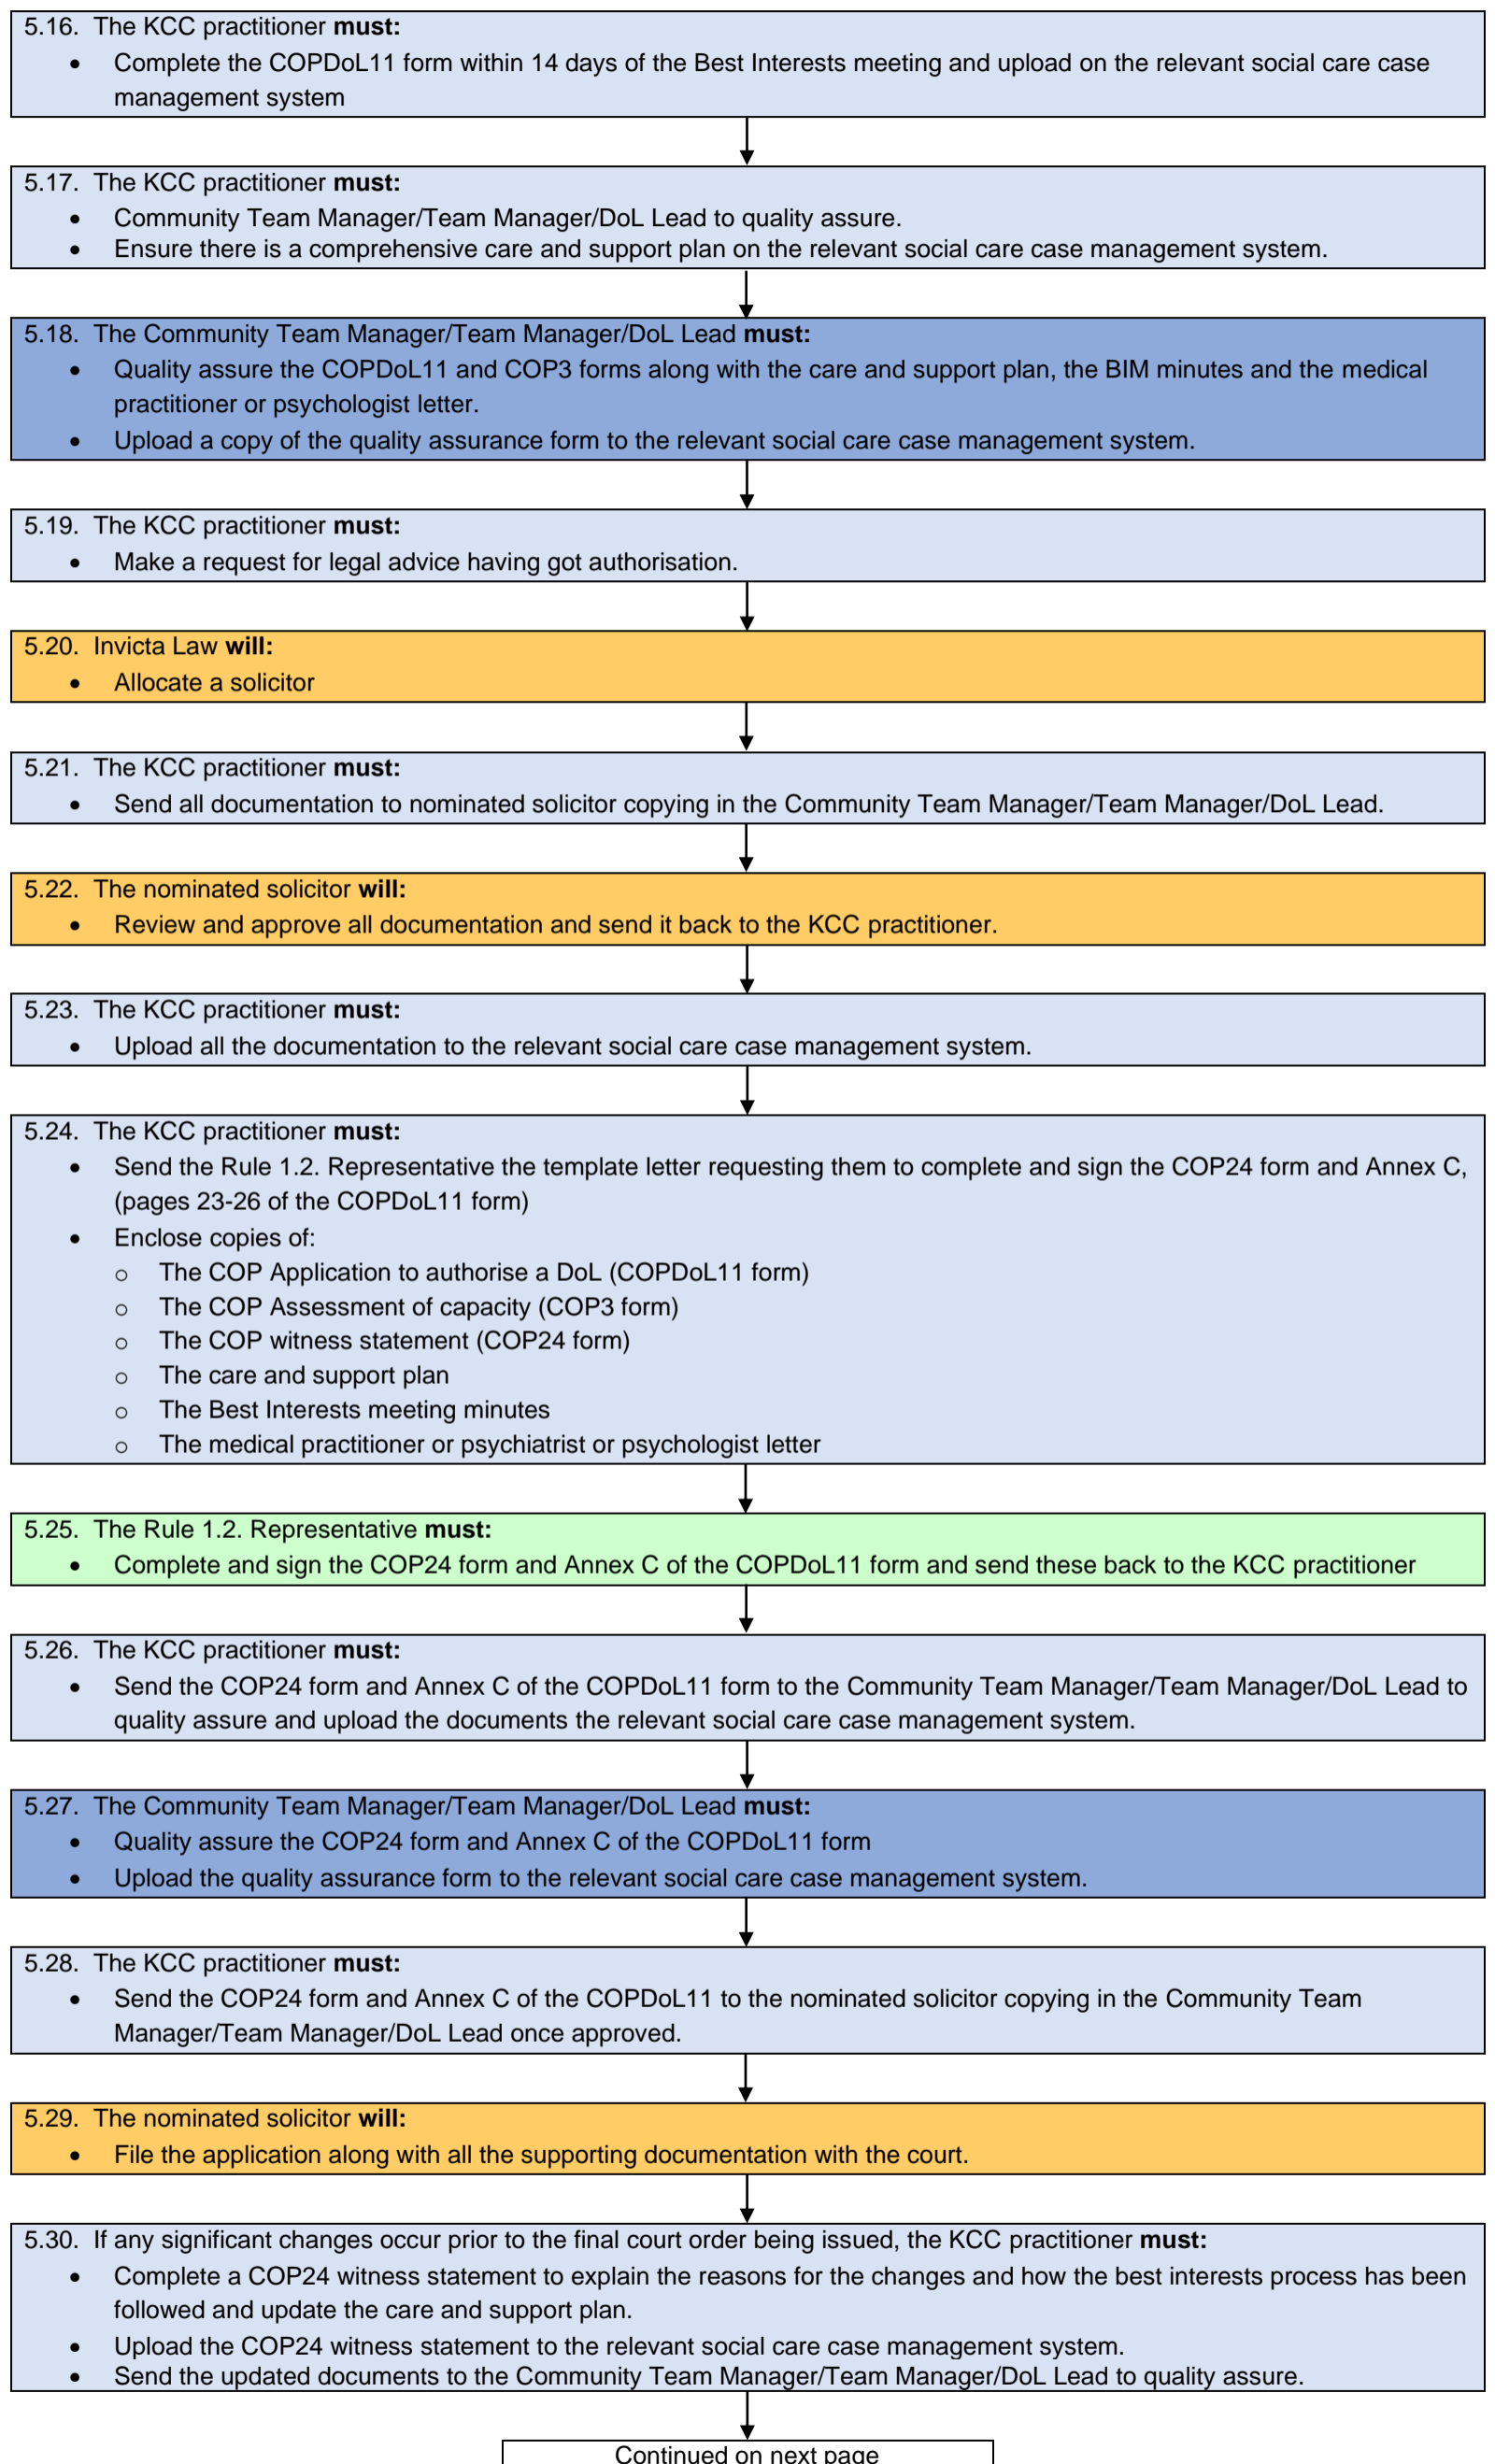 5.16. The KCC practitioner must:
• Complete the COPDoL11 form within 14 days of the Best Interests meeting and upload on the relevant social care case
management system
5.17. The KCC practitioner must:
• Community Team Manager/Team Manager/DoL Lead to quality assure.
• Ensure there is a comprehensive care and support plan on the relevant social care case management system.
5.18. The Community Team Manager/Team Manager/DoL Lead must:
• Quality assure the COPDoL11 and COP3 forms along with the care and support plan, the BIM minutes and the medical
practitioner or psychologist letter.
• Upload a copy of the quality assurance form to the relevant social care case management system.
5.19. The KCC practitioner must:
• Make a request for legal advice having got authorisation.
5.20. Invicta Law will:
• Allocate a solicitor
5.21. The KCC practitioner must:
• Send all documentation to nominated solicitor copying in the Community Team Manager/Team Manager/DoL Lead.
5.22. The nominated solicitor will:
• Review and approve all documentation and send it back to the KCC practitioner.
5.23. The KCC practitioner must:
• Upload all the documentation to the relevant social care case management system.
5.24. The KCC practitioner must:
• Send the Rule 1.2. Representative the template letter requesting them to complete and sign the COP24 form and Annex C,
(pages 23-26 of the COPDoL11 form)
• Enclose copies of:
o The COP Application to authorise a DoL (COPDoL11 form)
o The COP Assessment of capacity (COP3 form)
o The COP witness statement (COP24 form)
o The care and support plan
o The Best Interests meeting minutes
o The medical practitioner or psychiatrist or psychologist letter
5.25. The Rule 1.2. Representative must:
• Complete and sign the COP24 form and Annex C of the COPDoL11 form and send these back to the KCC practitioner
5.26. The KCC practitioner must:
• Send the COP24 form and Annex C of the COPDoL11 form to the Community Team Manager/Team Manager/DoL Lead to
quality assure and upload the documents the relevant social care case management system.
5.27. The Community Team Manager/Team Manager/DoL Lead must:
• Quality assure the COP24 form and Annex C of the COPDoL11 form
• Upload the quality assurance form to the relevant social care case management system.
5.28. The KCC practitioner must:
• Send the COP24 form and Annex C of the COPDoL11 to the nominated solicitor copying in the Community Team
Manager/Team Manager/DoL Lead once approved.
5.29. The nominated solicitor will:
• File the application along with all the supporting documentation with the court.
5.30. If any significant changes occur prior to the final court order being issued, the KCC practitioner must:
• Complete a COP24 witness statement to explain the reasons for the changes and how the best interests process has been
followed and update the care and support plan.
• Upload the COP24 witness statement to the relevant social care case management system.
• Send the updated documents to the Community Team Manager/Team Manager/DoL Lead to quality assure.
Continued on next page